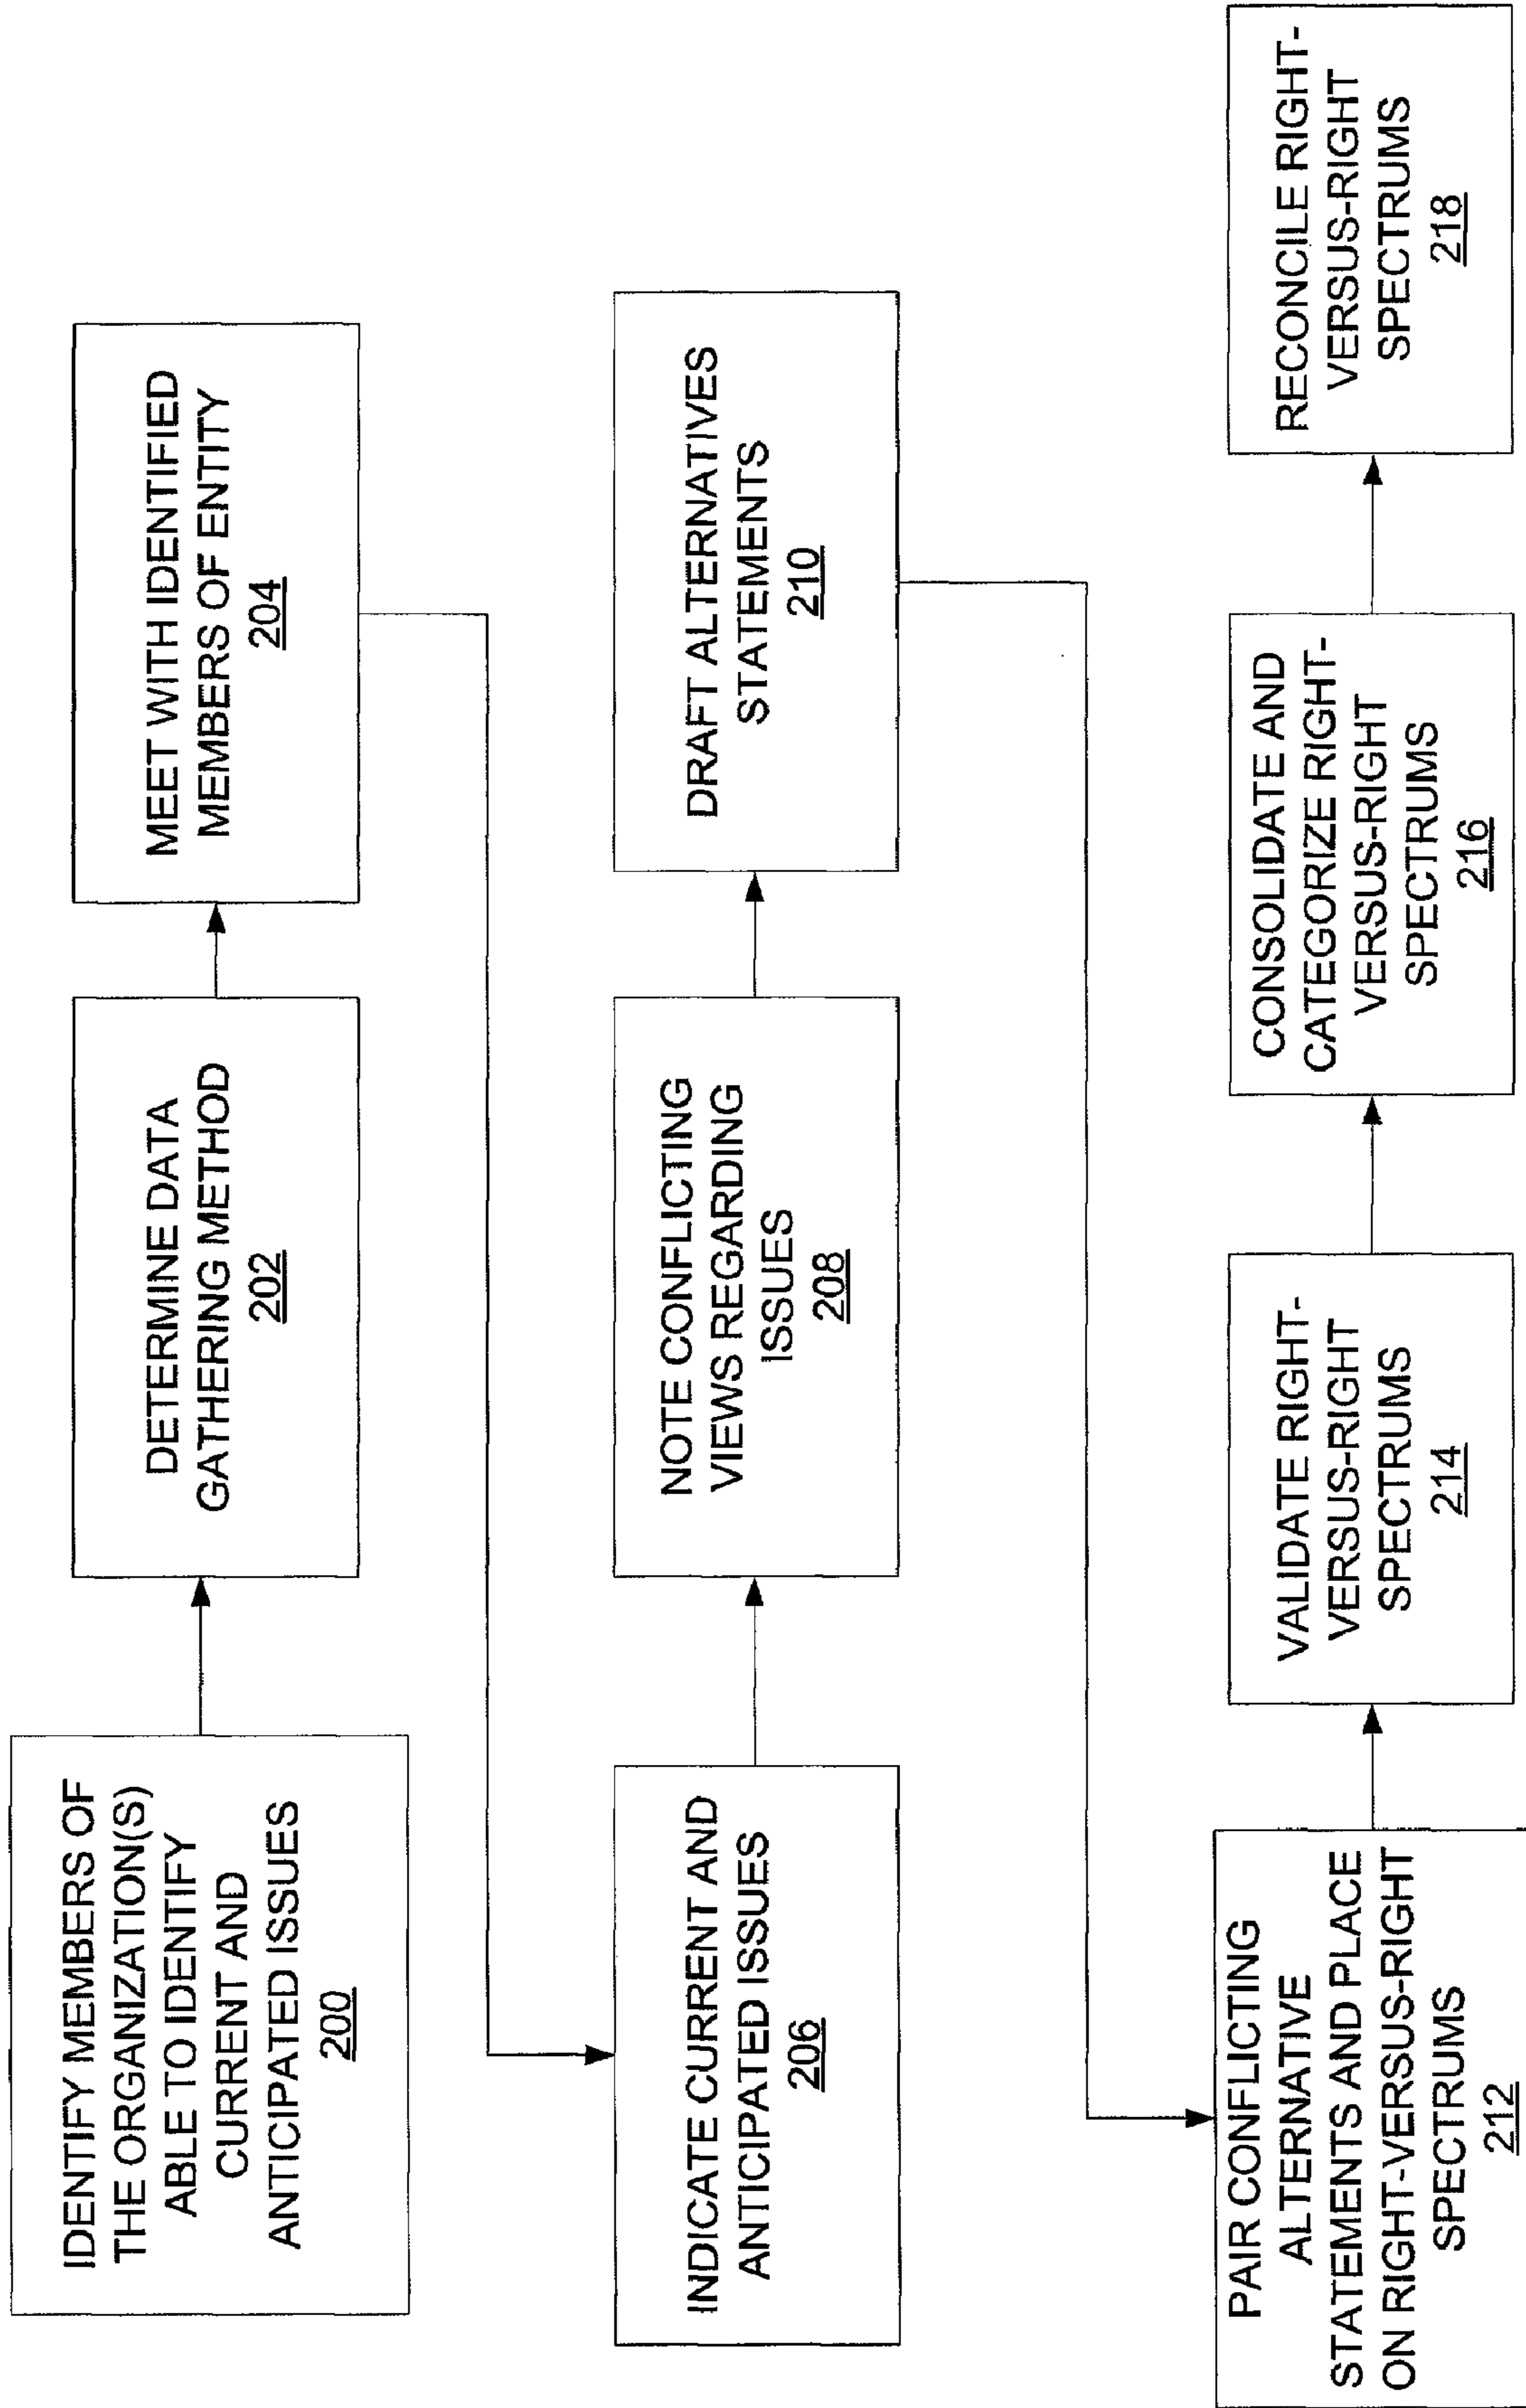 IDENTIFY MEMBERS OF
THE ORGANIZATION(S)
ABLE TO IDENTIFY
CURRENT AND
ANTICIPATED ISSUES
200
DETERMINE DATA
GATHERING METHOD
202
MEET WITH IDENTIFIED
MEMBERS OF ENTITY
204
INDICATE CURRENT AND
ANTICIPATED ISSUES
206
NOTE CONFLICTING
VIEWS REGARDING
ISSUES
208
DRAFT ALTERNATIVES
STATEMENTS
210
PAIR CONFLICTING
ALTERNATIVE
STATEMENTS AND PLACE
ON RIGHT-VERSUS-RIGHT
SPECTRUMS
212
VALIDATE RIGHT-
VERSUS-RIGHT
SPECTRUMS
214
CONSOLIDATE AND
CATEGORIZE RIGHT-
VERSUS-RIGHT
SPECTRUMS
216
RECONCILE RIGHT-
VERSUS-RIGHT
SPECTRUMS
218